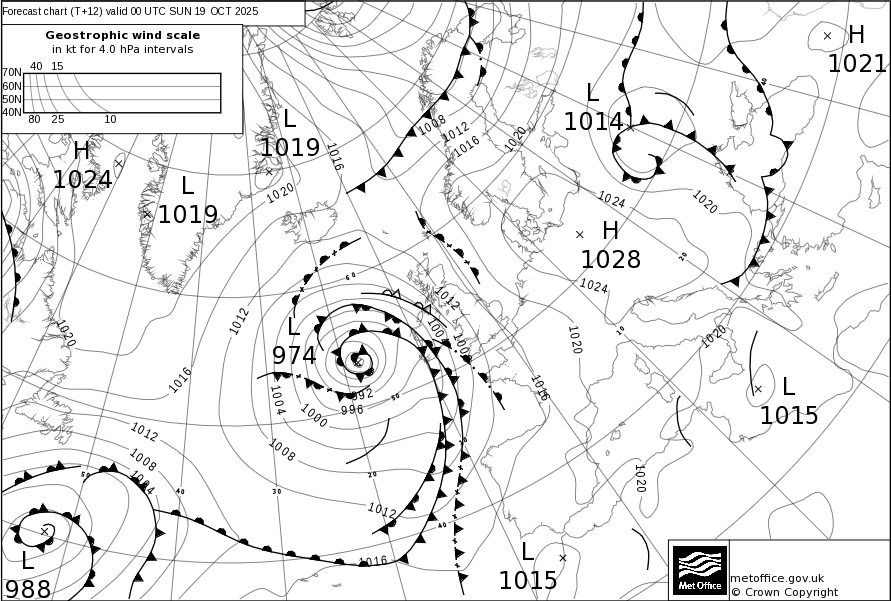 Forecast chart (T+12) valid 00 UTC SUN 19 OCT 2025
Geostrophic wind scale
in kt for 4.0 hPa intervals
40 15
70N
60N
50N
40N
80 25 10
H
1021
L
1014
L
1019
H
1024
L
1019
H
1028
L
974
L
1015
L
988
L
1015
1008
1012
1016
1020
1016
1020
1024
1020
1024
1020
1020
1012
1016
1020
1012
1004
1000
996
992
1008
1012
1008
1004
1012
1016
1016
1020
1020
60
50
50
40
30
20
40
20
10
40
Met Office
metoffice.gov.uk
© Crown Copyright